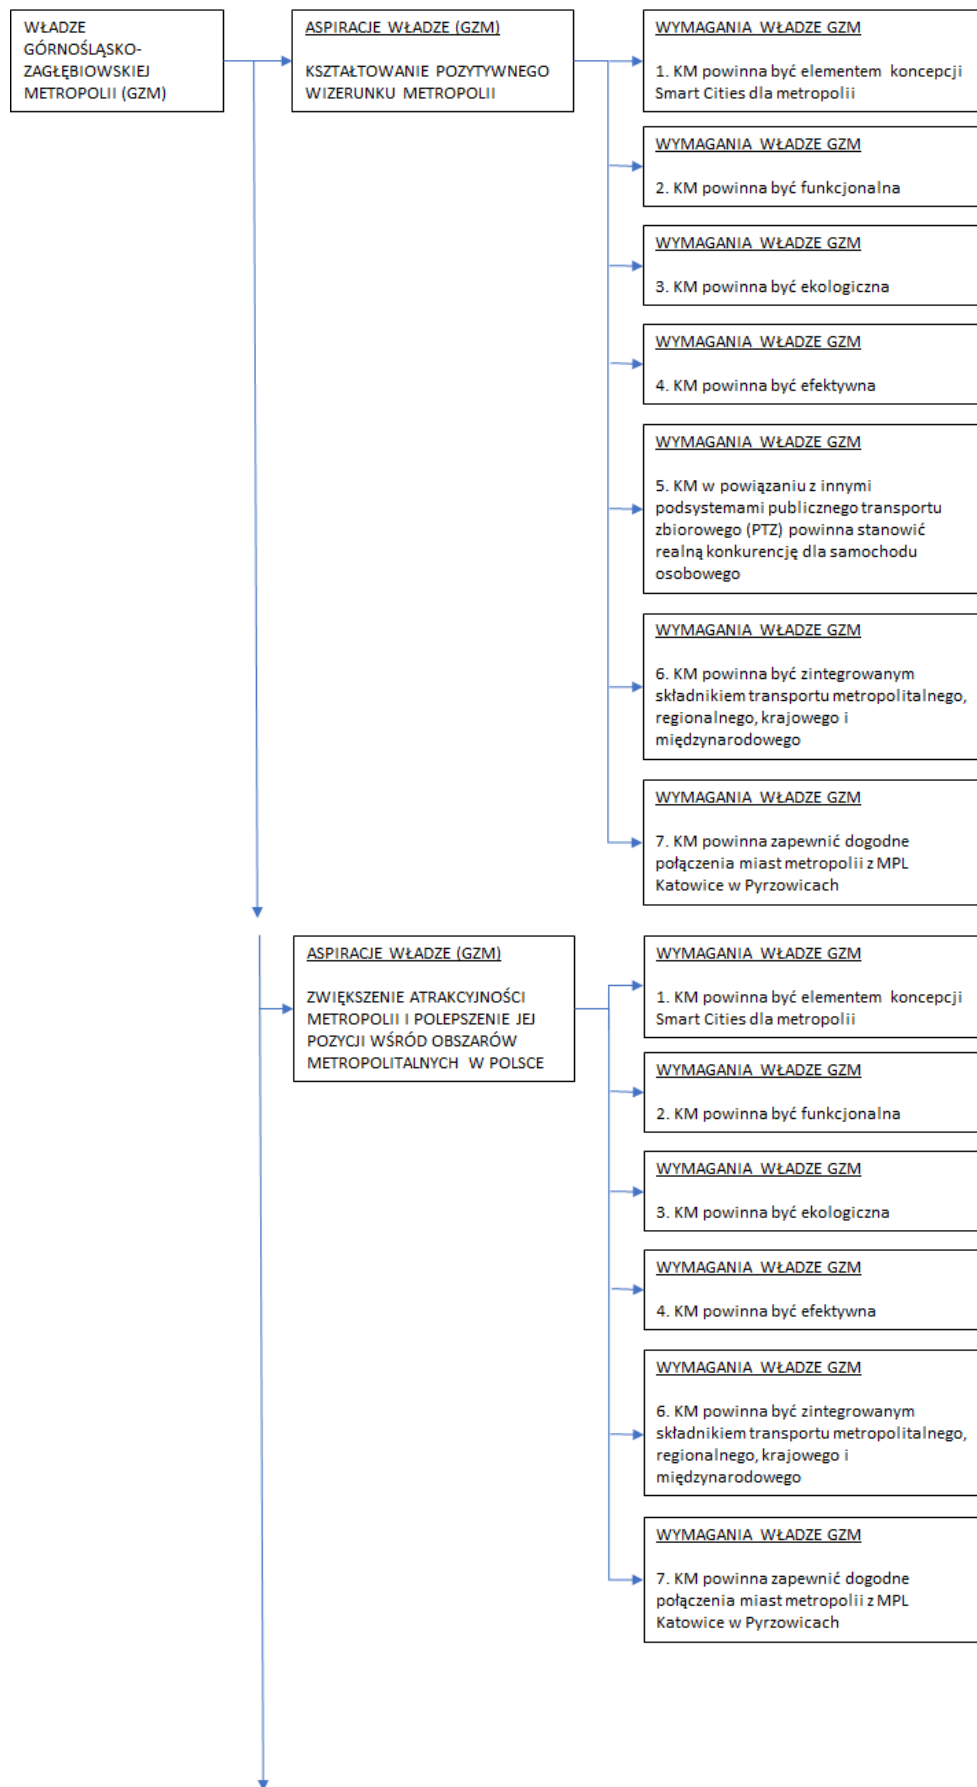 WŁADZE
GÓRNOŚLĄSKO-
ZAGŁĘBIOWSKIEJ
METROPOLII (GZM)
ASPIRACJE WŁADZE (GZM)
KSZTAŁTOWANIE POZYTYWNEGO
WIZERUNKU METROPOLII
WYMAGANIA WŁADZE GZM
1. KM powinna być elementem koncepcji
Smart Cities dla metropolii
WYMAGANIA WŁADZE GZM
2. KM powinna być funkcjonalna
WYMAGANIA WŁADZE GZM
3. KM powinna być ekologiczna
WYMAGANIA WŁADZE GZM
4. KM powinna być efektywna
WYMAGANIA WŁADZE GZM
5. KM w powiązaniu z innymi
podsystemami publicznego transportu
zbiorowego (PTZ) powinna stanowić
realną konkurencję dla samochodu
osobowego
WYMAGANIA WŁADZE GZM
6. KM powinna być zintegrowanym
składnikiem transportu metropolitalnego,
regionalnego, krajowego i
międzynarodowego
WYMAGANIA WŁADZE GZM
7. KM powinna zapewnić dogodne
połączenia miast metropolii z MPL
Katowice w Pyrzowicach
ASPIRACJE WŁADZE (GZM)
ZWIĘKSZENIE ATRAKCYJNOŚCI
METROPOLII I POLEPSZENIE JEJ
POZYCJI WŚRÓD OBSZARÓW
METROPOLITALNYCH W POLSCE
WYMAGANIA WŁADZE GZM
1. KM powinna być elementem koncepcji
Smart Cities dla metropolii
WYMAGANIA WŁADZE GZM
2. KM powinna być funkcjonalna
WYMAGANIA WŁADZE GZM
3. KM powinna być ekologiczna
WYMAGANIA WŁADZE GZM
4. KM powinna być efektywna
WYMAGANIA WŁADZE GZM
6. KM powinna być zintegrowanym
składnikiem transportu metropolitalnego,
regionalnego, krajowego i
międzynarodowego
WYMAGANIA WŁADZE GZM
7. KM powinna zapewnić dogodne
połączenia miast metropolii z MPL
Katowice w Pyrzowicach